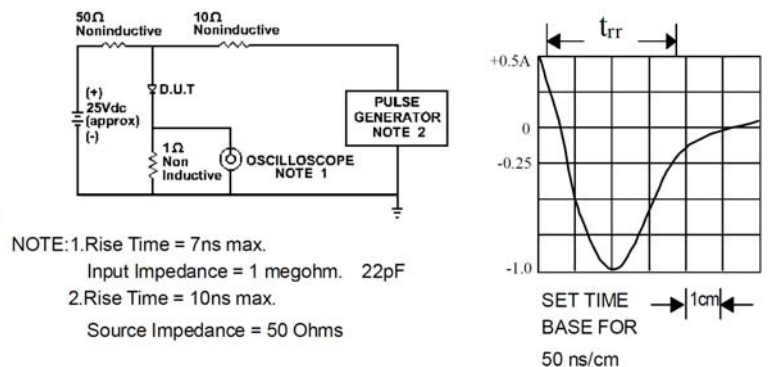 50Ω
Noninductive
10Ω
Noninductive
(+)
25Vdc
(approx)
(-)
D.U.T
1Ω
Non
Inductive
OSCILLOSCOPE
NOTE 1
PULSE
GENERATOR
NOTE 2
NOTE:1.Rise Time = 7ns max.
Input Impedance = 1 megohm. 22pF
2.Rise Time = 10ns max.
Source Impedance = 50 Ohms
trr
+0.5A
0
-0.25
-1.0
SET TIME
BASE FOR
50 ns/cm
1cm